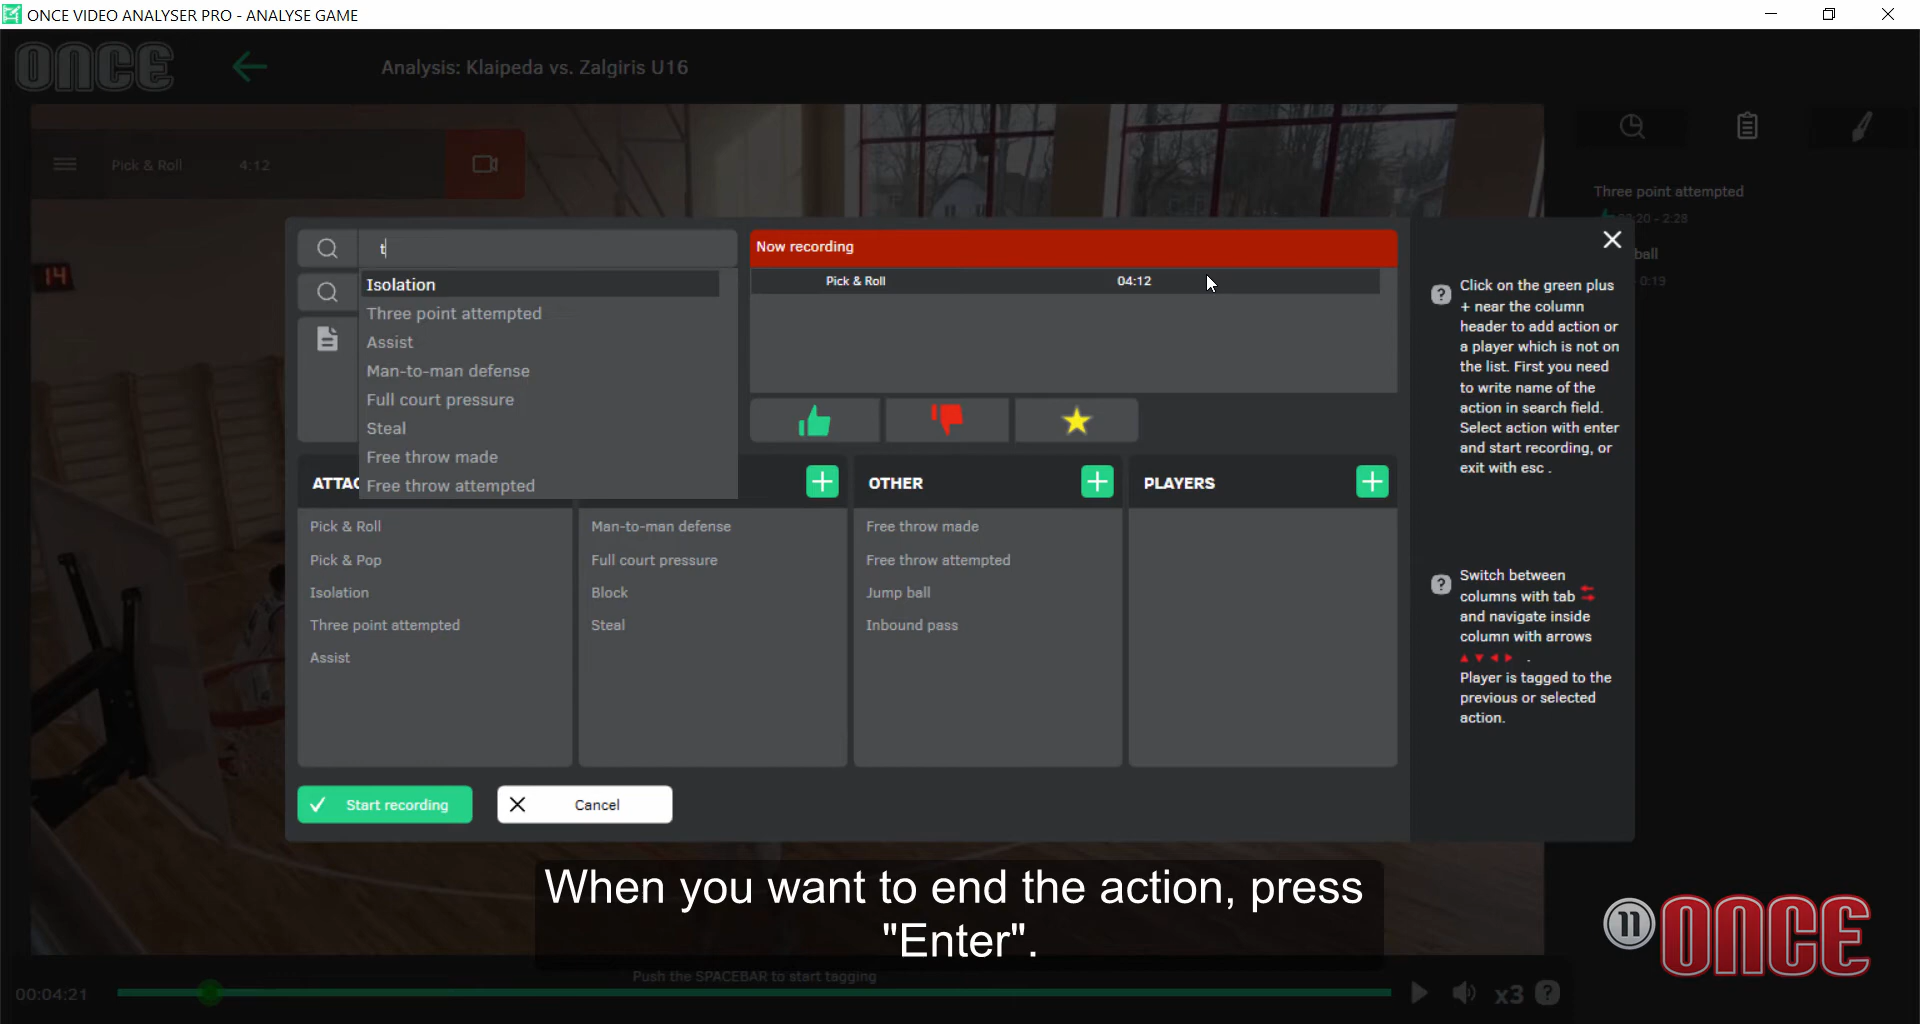 ONCE VIDEO ANALYSER PRO - ANALYSE GAME
ONCE
Analysis: Klaipeda vs. Zalgiris U16
Pick & Roll 4:12
14
Three point attempted
20 - 2:28
ball
0:19
t
Isolation
Three point attempted
Assist
Man-to-man defense
Full court pressure
Steal
Free throw made
Free throw attempted
Now recording
Pick & Roll 04:12
ATTAC
Pick & Roll
Pick & Pop
Isolation
Three point attempted
Assist
Man-to-man defense
Full court pressure
Block
Steal
OTHER
Free throw made
Free throw attempted
Jump ball
Inbound pass
PLAYERS
Click on the green plus
+ near the column
header to add action or
a player which is not on
the list. First you need
to write name of the
action in search field.
Select action with enter
and start recording, or
exit with esc .
Switch between
columns with tab
and navigate inside
column with arrows
.
Player is tagged to the
previous or selected
action.
Start recording
Cancel
When you want to end the action, press
"Enter".
11 ONCE
Push the SPACEBAR to start tagging
00:04:21
x3